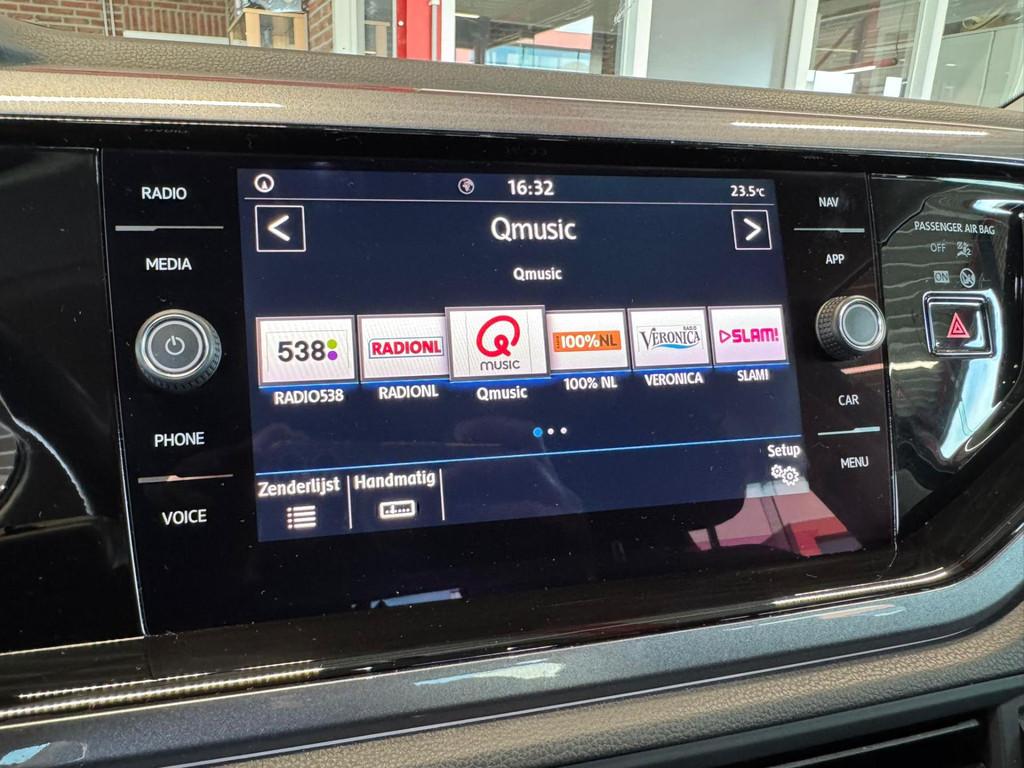 RADIO
MEDIA
PHONE
VOICE
16:32
23.5°C
<
Qmusic
>
Qmusic
538
RADIONL
Q
MUSIC
100%NL
RADIO
VERONICA
SLAM!
RADIO538
RADIONL
Qmusic
100% NL
VERONICA
SLAM!
Zenderlijst
Handmatig
Setup
NAV
APP
CAR
MENU
PASSENGER AIR BAG
OFF
ON